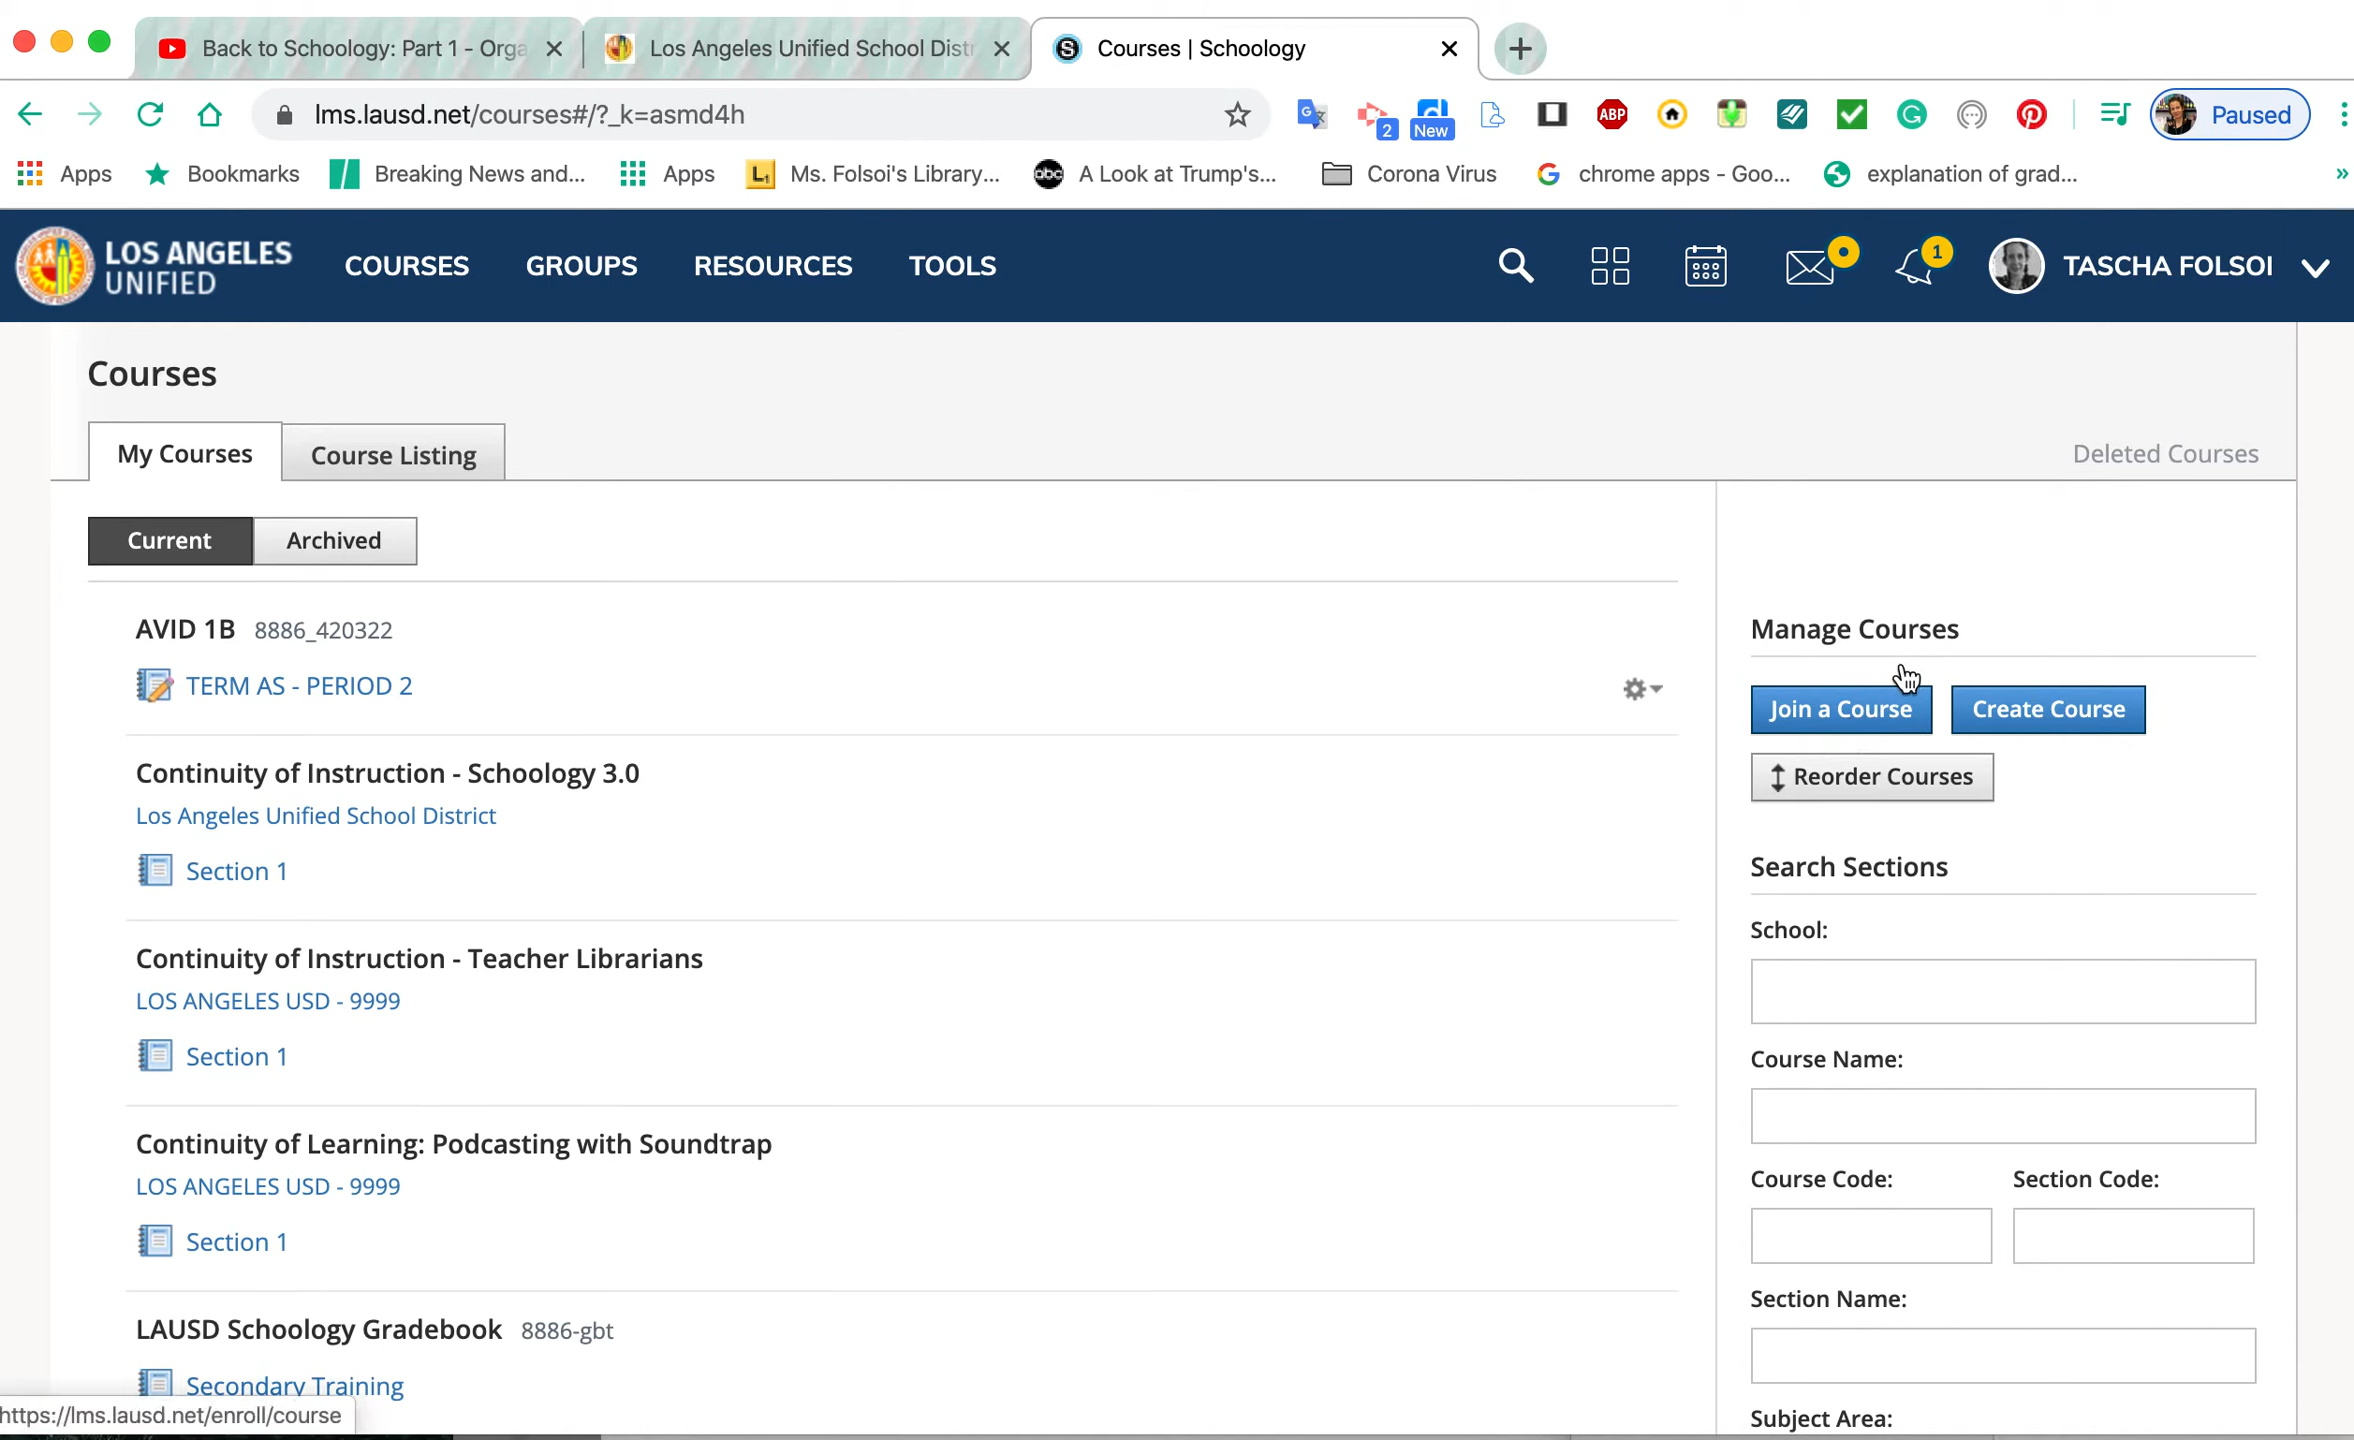 Back to Schoology: Part 1 - Orga
Los Angeles Unified School Distr
Courses | Schoology
lms.lausd.net/courses#/?_k=asmd4h
2
New
ABP
Paused
Apps
Bookmarks
Breaking News and...
Apps
Ms. Folsoi's Library...
abc
A Look at Trump's...
Corona Virus
chrome apps - Goo...
explanation of grad...
»
LOS ANGELES
UNIFIED
COURSES
GROUPS
RESOURCES
TOOLS
1
TASCHA FOLSOI
Courses
My Courses
Course Listing
Deleted Courses
Current
Archived
AVID 1B 8886_420322
TERM AS - PERIOD 2
Continuity of Instruction - Schoology 3.0
Los Angeles Unified School District
Section 1
Continuity of Instruction - Teacher Librarians
LOS ANGELES USD - 9999
Section 1
Continuity of Learning: Podcasting with Soundtrap
LOS ANGELES USD - 9999
Section 1
LAUSD Schoology Gradebook 8886-gbt
Secondary Training
https://lms.lausd.net/enroll/course
Manage Courses
Join a Course
Create Course
Reorder Courses
Search Sections
School:
Course Name:
Course Code:
Section Code:
Section Name:
Subject Area: